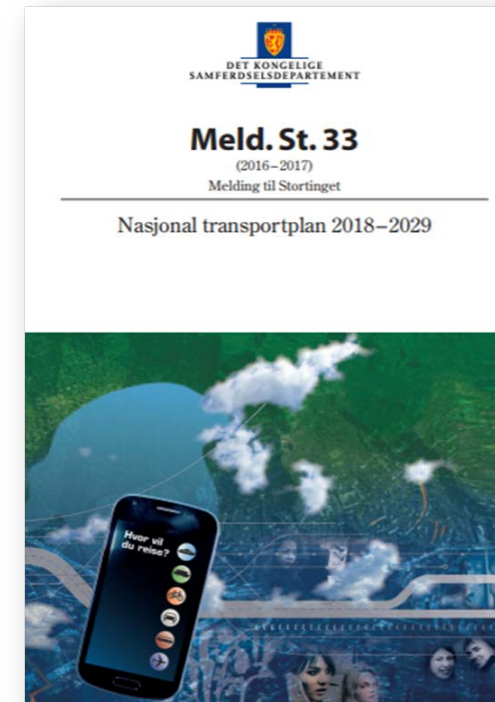 DET KONGELIGE
SAMFERDSELSDEPARTEMENT
Meld. St. 33
(2016–2017)
Melding til Stortinget
Nasjonal transportplan 2018–2029
Hvor vil
du reise?